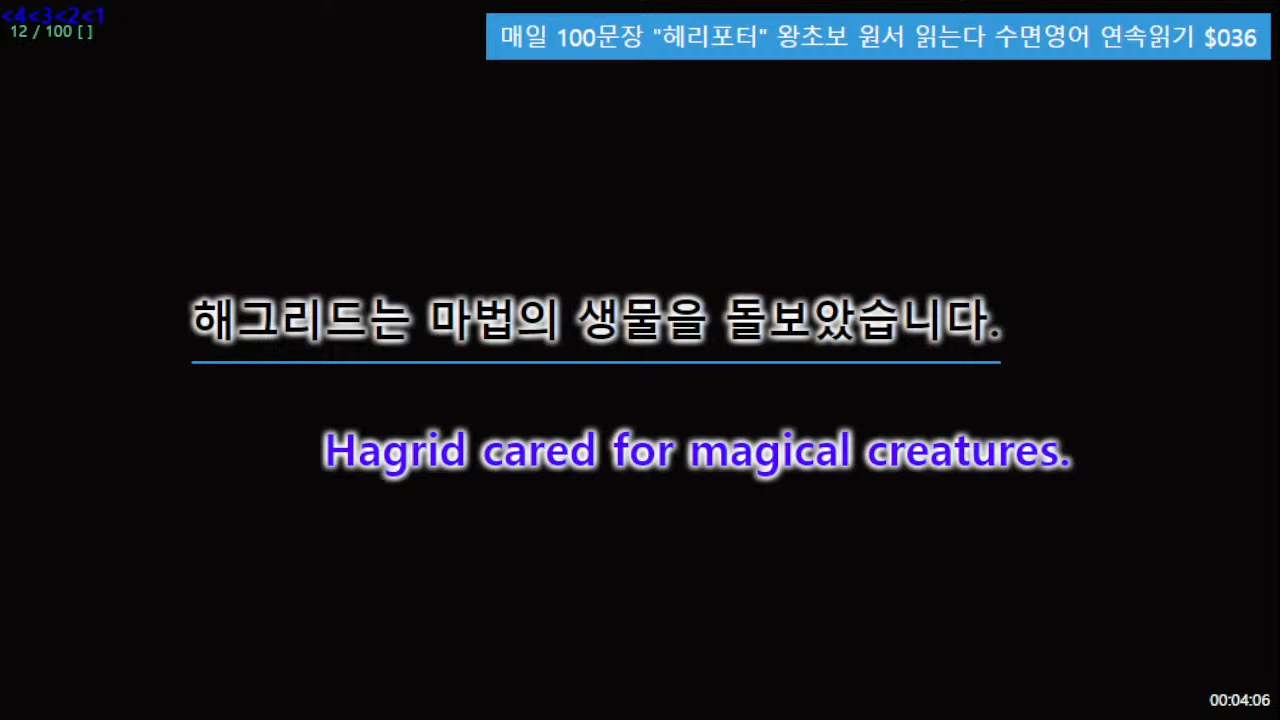 <4<3<2<1
12 / 100 [ ]
매일 100문장 "헤리포터" 왕초보 원서 읽는다 수면영어 연속읽기 $036
해그리드는 마법의 생물을 돌보았습니다.
Hagrid cared for magical creatures.
00:04:06